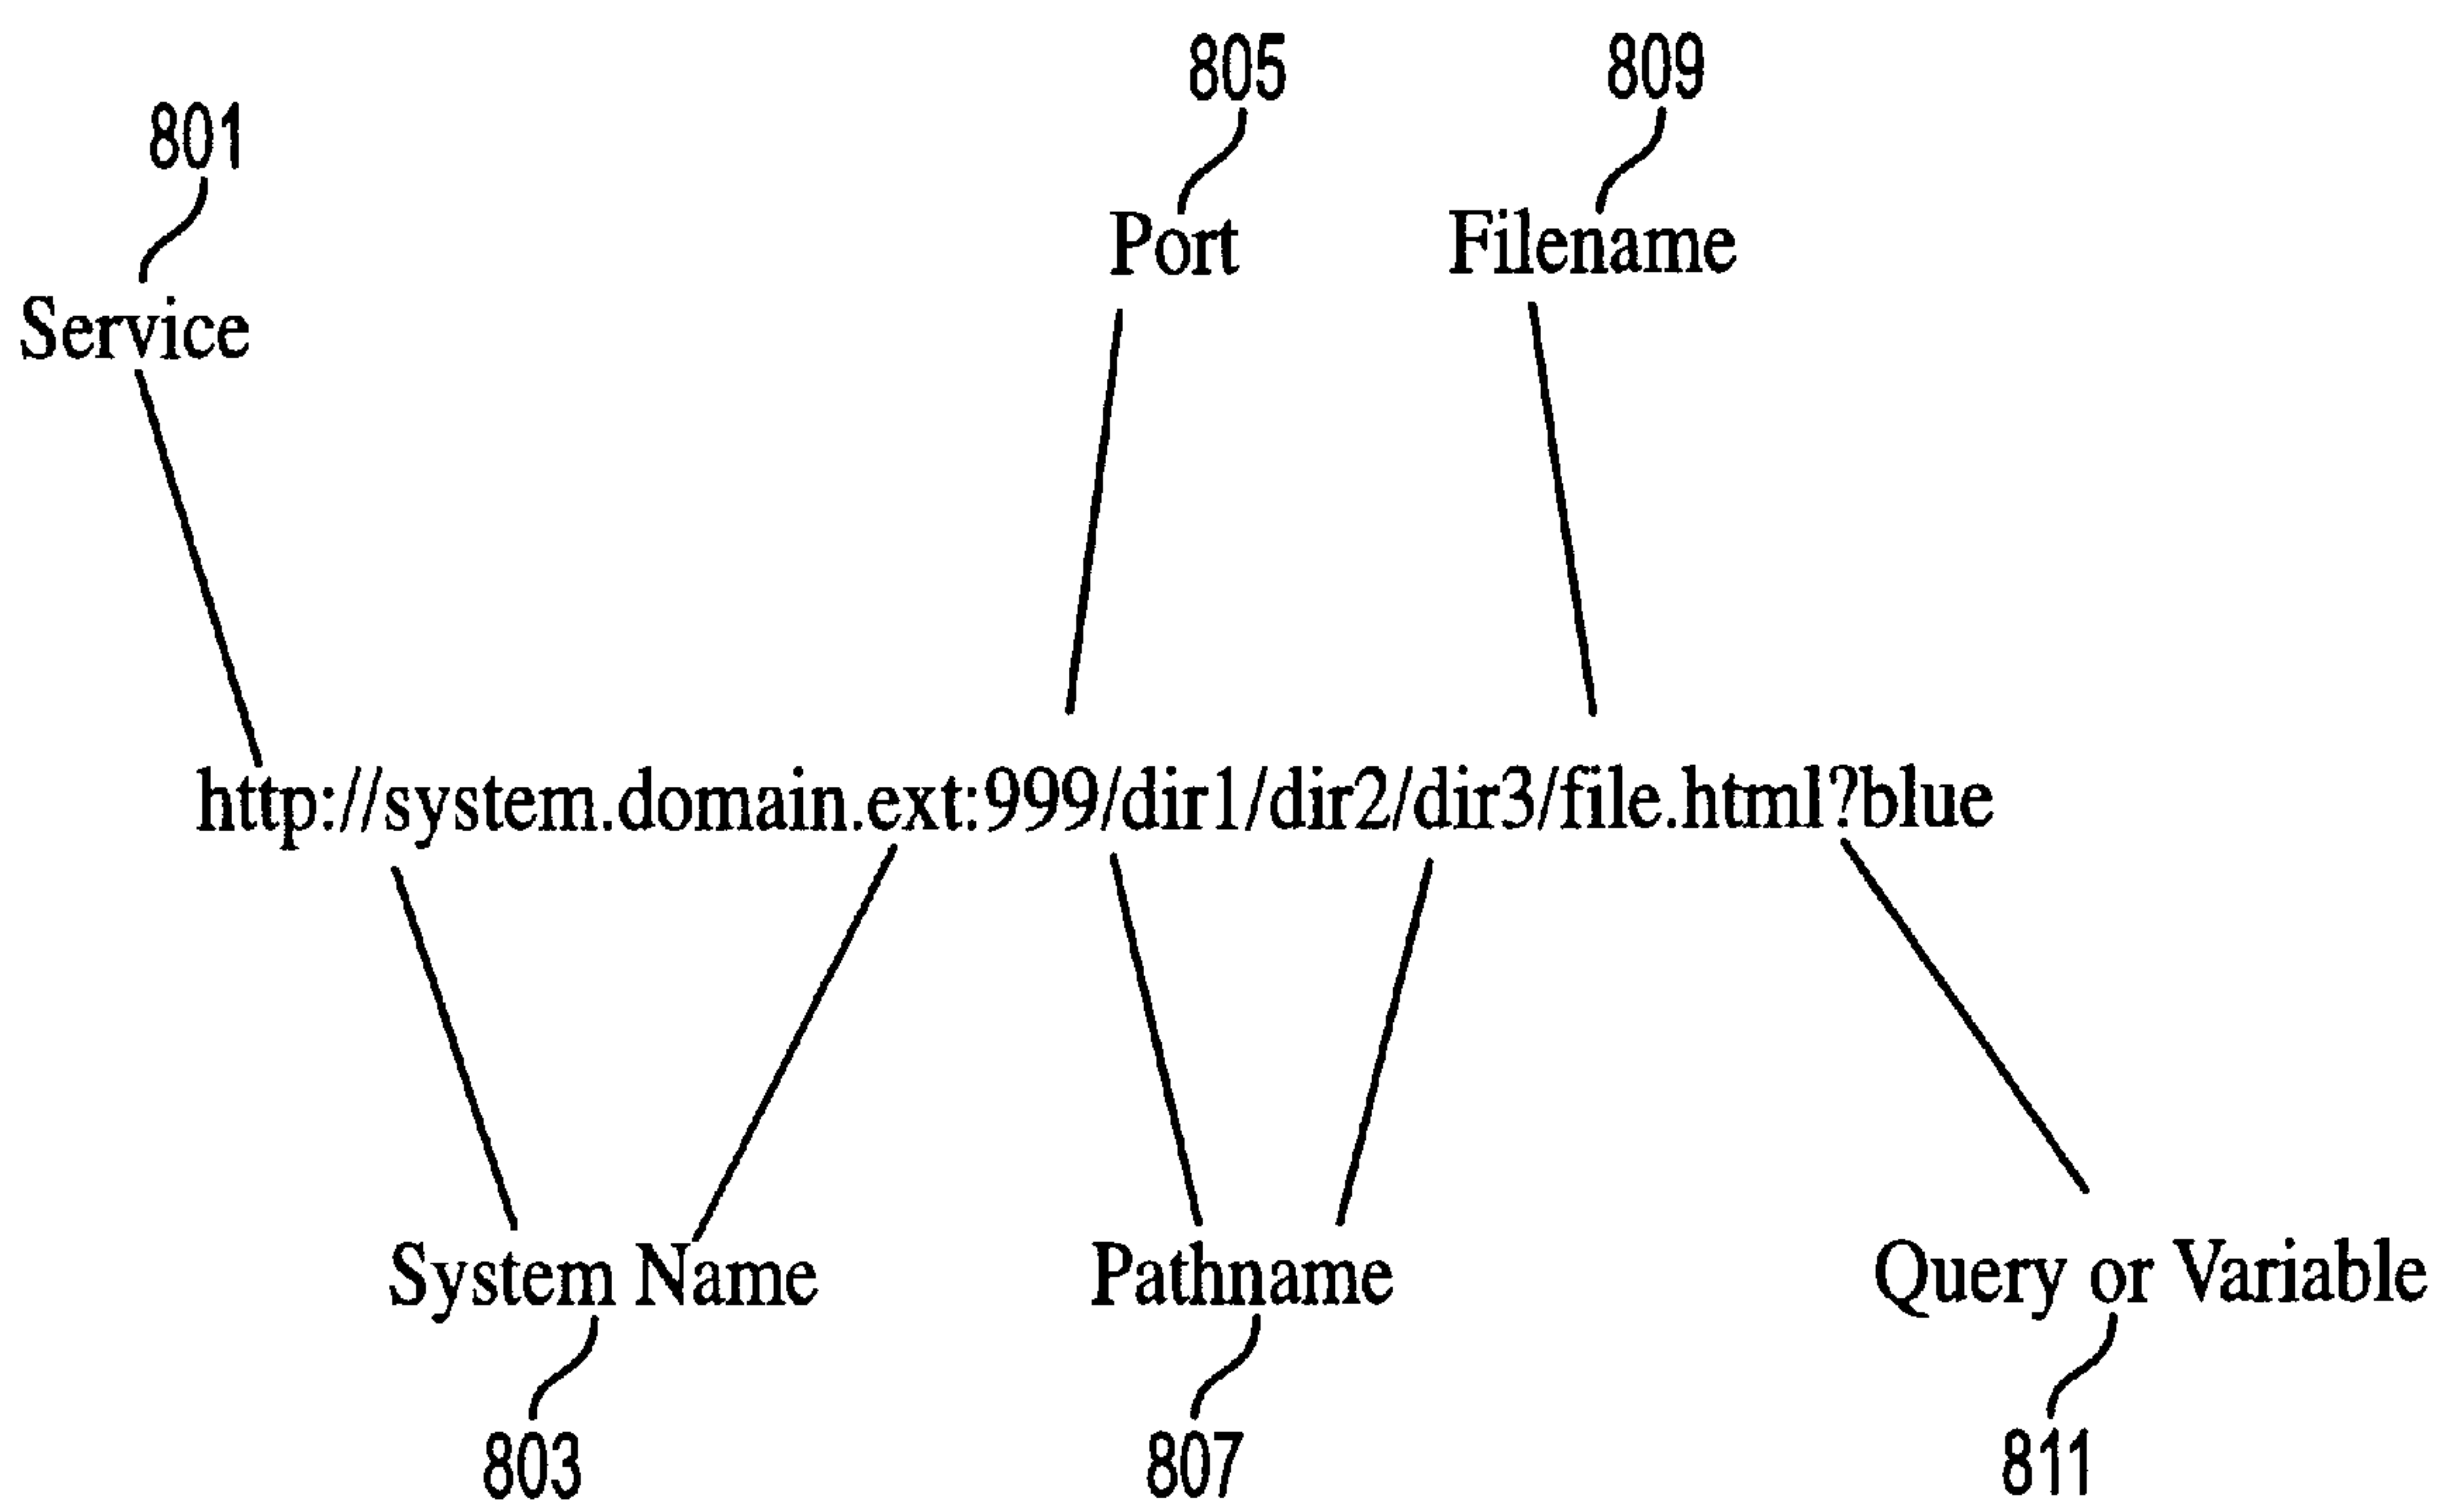 805 809
801
Port Filename
Service
http://system.domain.ext:999/dir1/dir2/dir3/file.html?blue
System Name Pathname Query or Variable
803 807 811